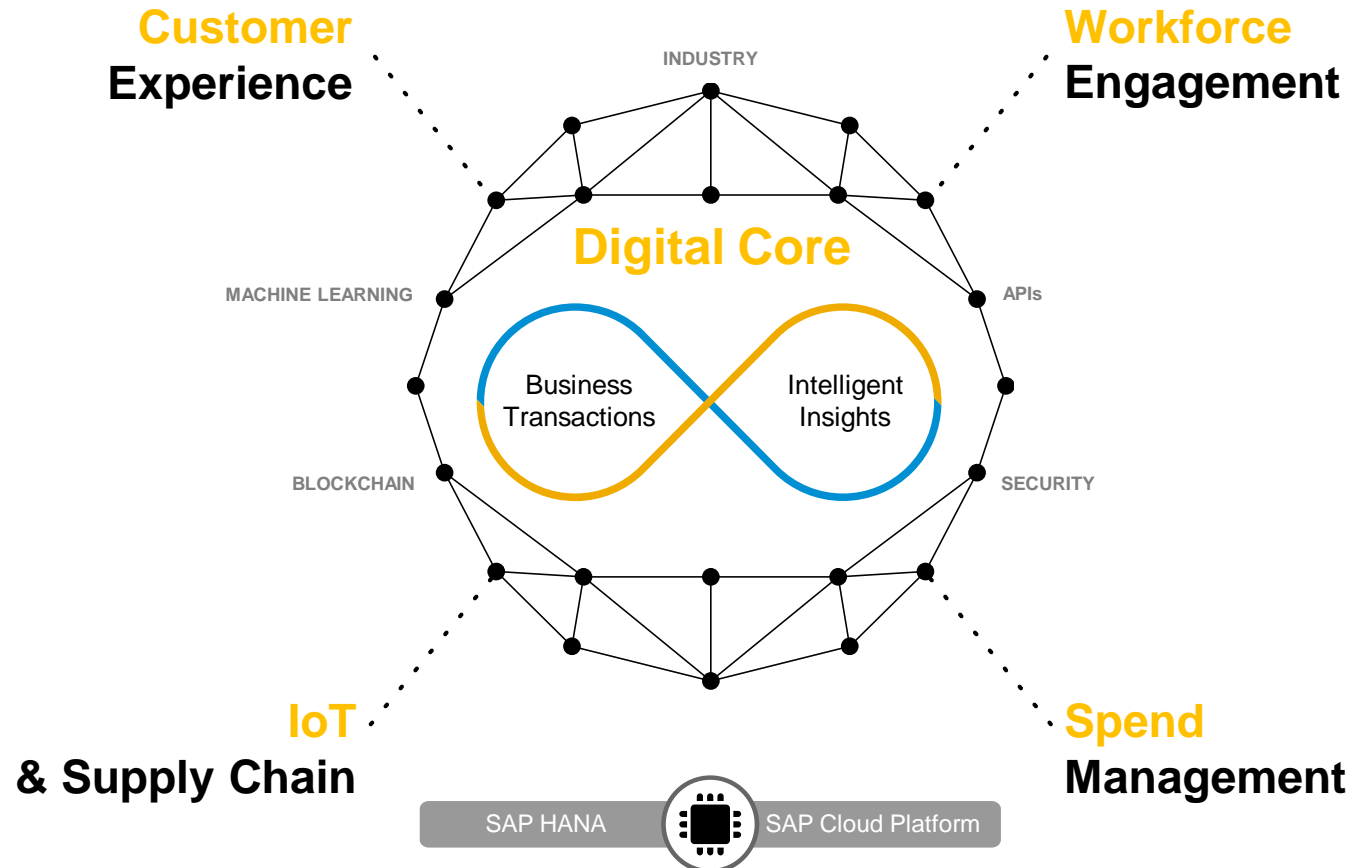 Customer
Experience
Workforce
Engagement
INDUSTRY
Digital Core
MACHINE LEARNING
APIs
Business
Transactions
Intelligent
Insights
BLOCKCHAIN
SECURITY
IoT
& Supply Chain
Spend
Management
SAP HANA
SAP Cloud Platform